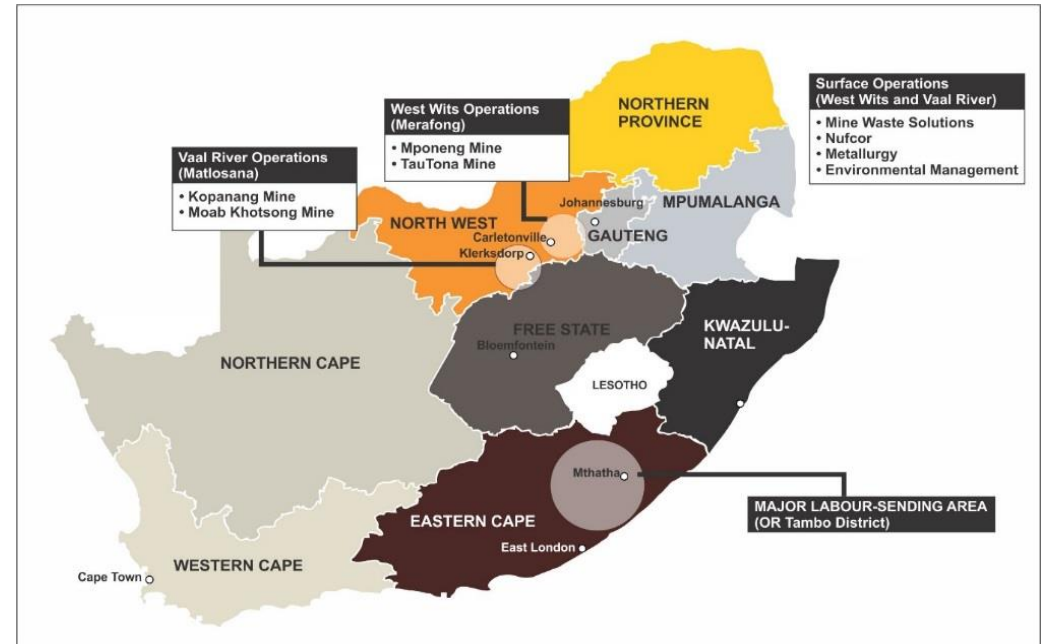 Surface Operations
(West Wits and Vaal River)
• Mine Waste Solutions
• Nufcor
• Metallurgy
• Environmental Management
West Wits Operations
(Merafong)
• Mponeng Mine
• TauTona Mine
Vaal River Operations
(Matlosana)
• Kopanang Mine
• Moab Khotsong Mine
NORTHERN
PROVINCE
MPUMALANGA
Johannesburg
GAUTENG
NORTH WEST
Carletonville
Klerksdorp
FREE STATE
Bloemfontein
KWAZULU-
NATAL
LESOTHO
NORTHERN CAPE
Mthatha
MAJOR LABOUR-SENDING AREA
(OR Tambo District)
EASTERN CAPE
East London
WESTERN CAPE
Cape Town